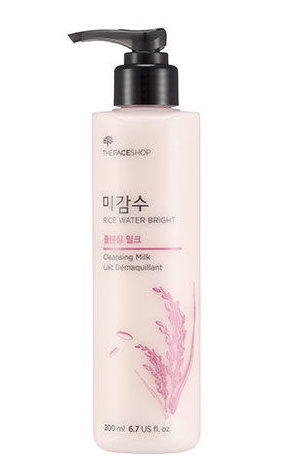 THEFACESHOP
미감수
RICE WATER BRIGHT
클렌징 밀크
Cleansing Milk
Lait Démaquillant
200 ml 6.7 US fl. oz.